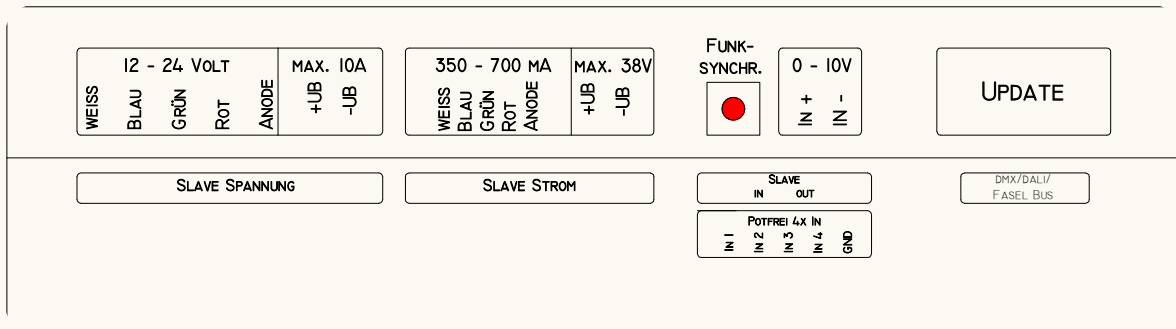 12 - 24 VOLT
MAX. 10A
WEISS
BLAU
GRÜN
ROT
ANODE
+UB
-UB
350 - 700 MA
MAX. 38V
WEISS
BLAU
GRÜN
ROT
ANODE
+UB
-UB
FUNK-
SYNCHR.
0 - 10V
IN +
IN -
UPDATE
SLAVE SPANNUNG
SLAVE STROM
SLAVE
IN OUT
DMX/DALI/
FASEL BUS
POTFREI 4X IN
IN 1
IN 2
IN 3
IN 4
GND